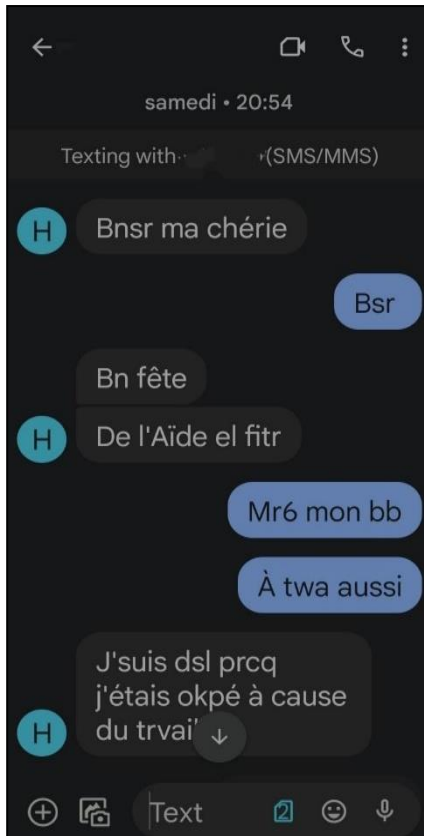 samedi • 20:54
Texting with (SMS/MMS)
H
Bnsr ma chérie
Bsr
Bn fête
H
De l'Aïde el fitr
Mr6 mon bb
À twa aussi
J'suis dsl prcq
j'étais okpé à cause
H
du trvail
Text
2